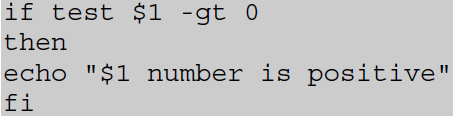 if test $1 -gt 0
then
echo "$1 number is positive"
fi